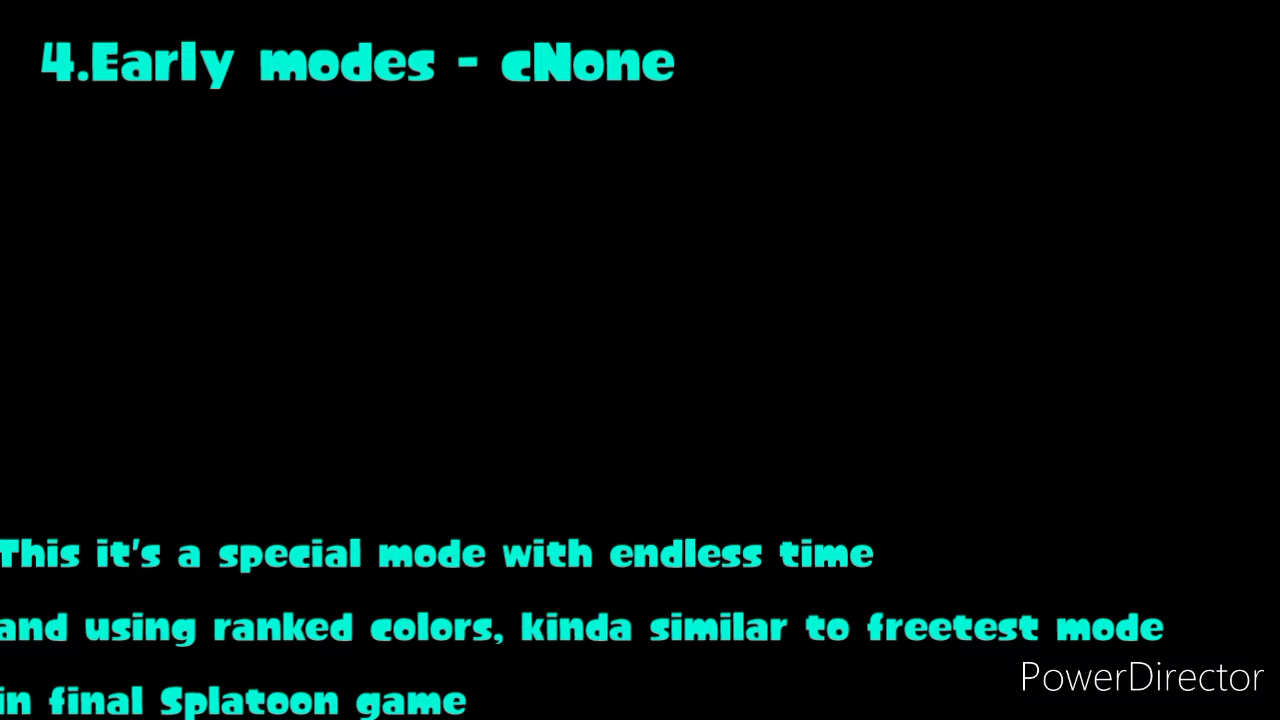 4.Early modes - cNone
This it's a special mode with endless time
and using ranked colors, kinda similar to freetest mode
in final Splatoon game
PowerDirector